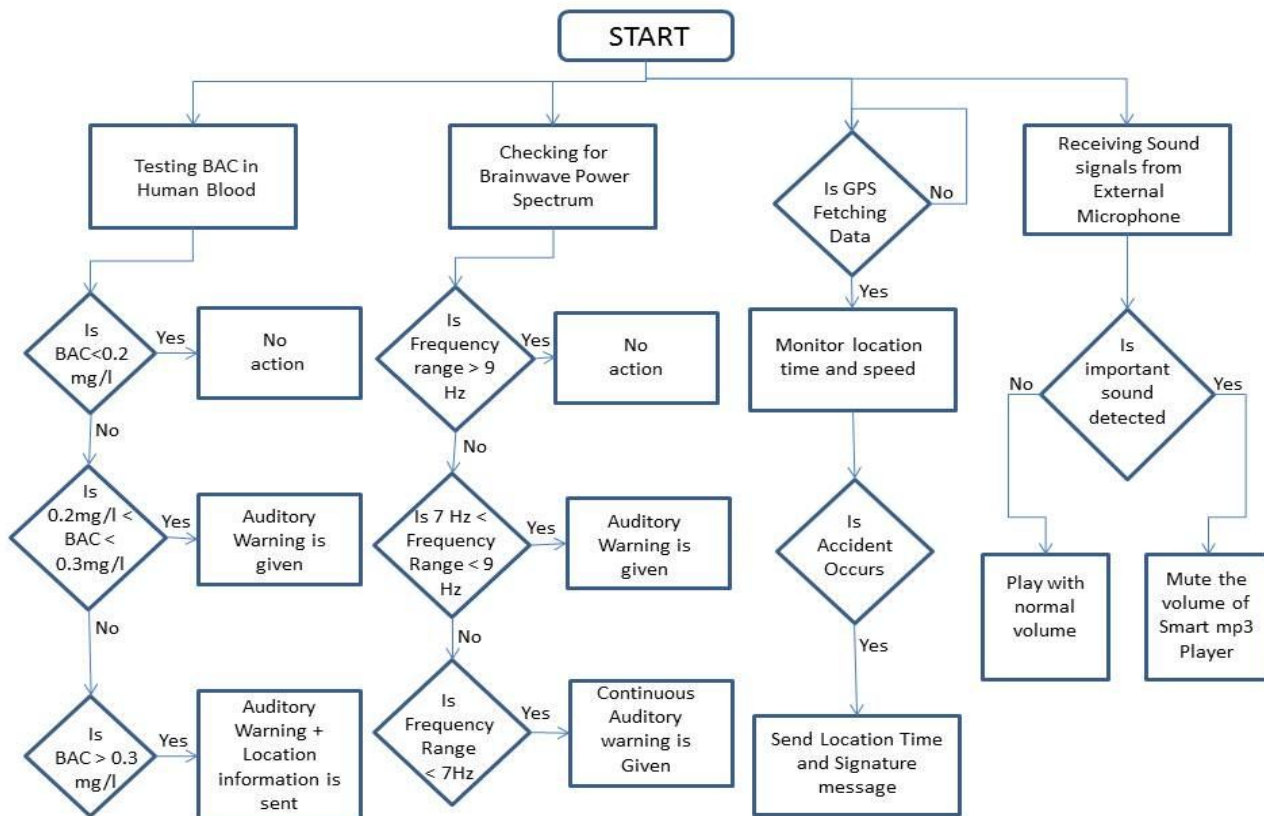 START
Testing BAC in
Human Blood
Is
BAC<0.2
mg/l
Yes
No
action
No
Is
0.2mg/l <
BAC <
0.3mg/l
Yes
Auditory
Warning is
given
No
Is
BAC > 0.3
mg/l
Yes
Auditory
Warning +
Location
information is
sent
Checking for
Brainwave Power
Spectrum
Is
Frequency
range > 9
Hz
Yes
No
action
No
Is 7 Hz <
Frequency
Range < 9
Hz
Yes
Auditory
Warning is
given
No
Is
Frequency
Range
< 7Hz
Yes
Continuous
Auditory
warning is
Given
Is GPS
Fetching
Data
No
Yes
Monitor location
time and speed
Is
Accident
Occurs
Yes
Send Location Time
and Signature
message
Receiving Sound
signals from
External
Microphone
Is
important
sound
detected
No
Yes
Play with
normal
volume
Mute the
volume of
Smart mp3
Player